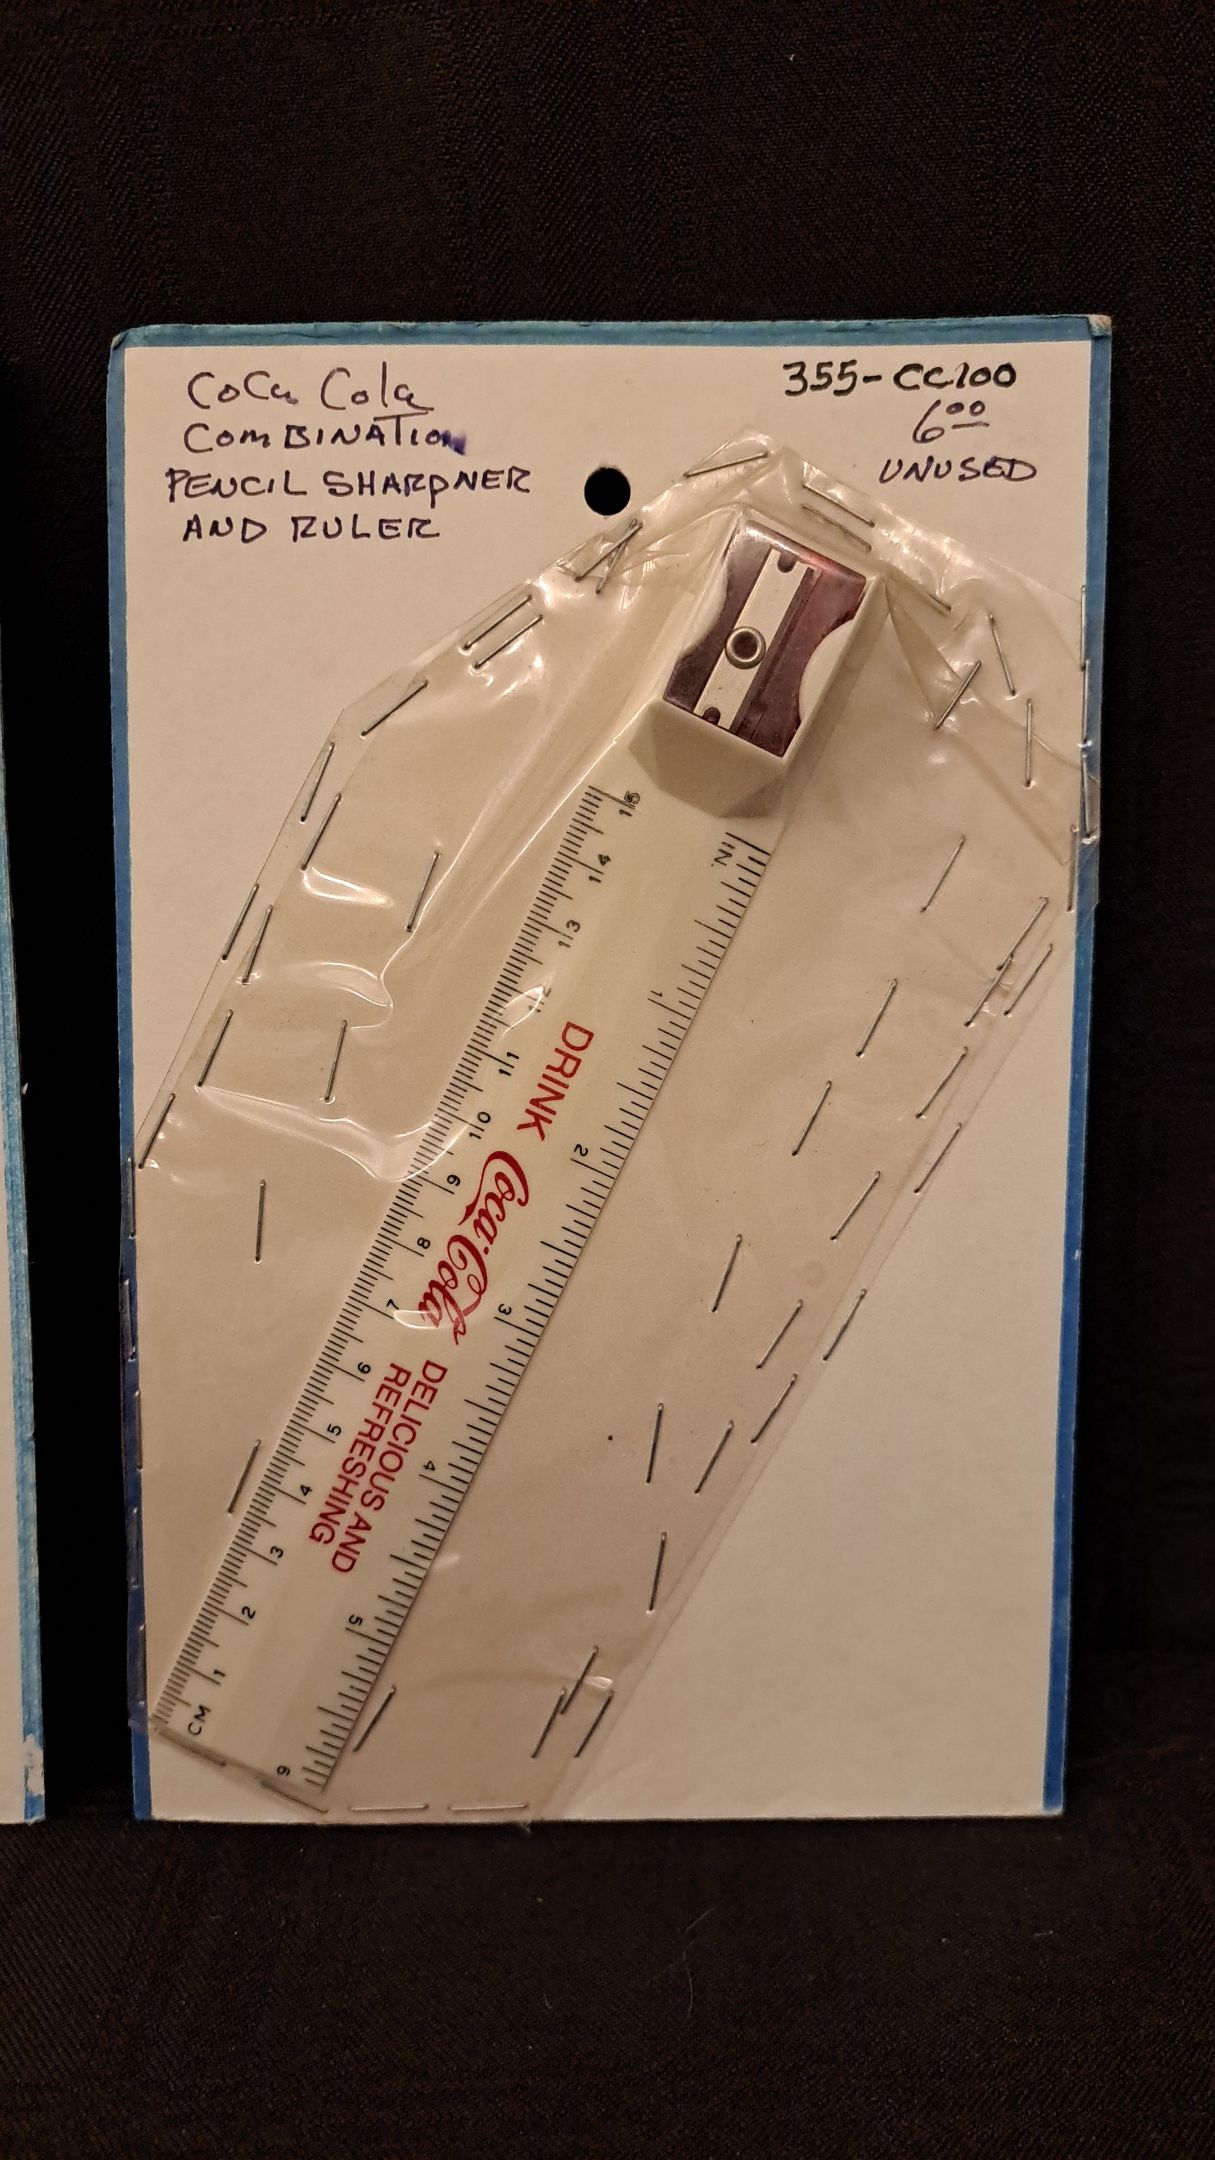 CoCa Cola
COMBINATION
PENCIL SHARPNER
AND RULER
355-CC200
6.00
UNUSED
IN.
1
2
3
4
5
6
15
14
13
12
11
10
9
8
7
6
5
4
3
2
1
CM
DRINK Coca-Cola DELICIOUS AND
REFRESHING